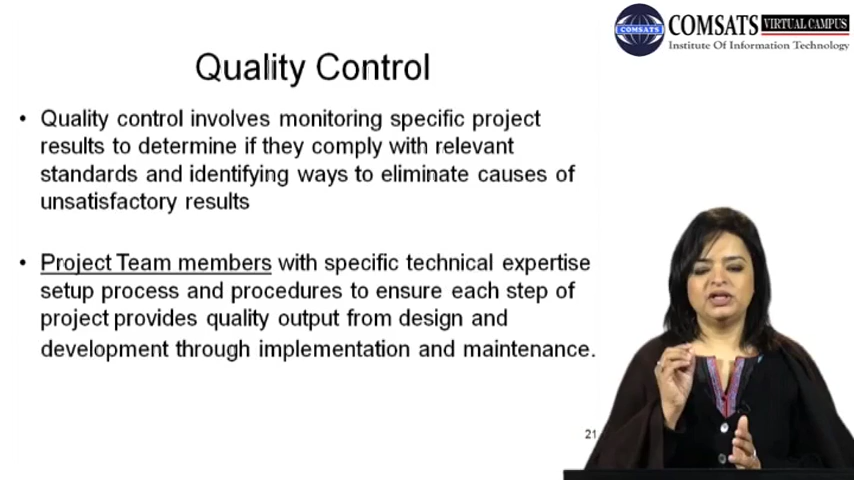 COMSATS VIRTUAL CAMPUS
COMSATS
Institute Of Information Technology
Quality Control
• Quality control involves monitoring specific project
results to determine if they comply with relevant
standards and identifying ways to eliminate causes of
unsatisfactory results
• Project Team members with specific technical expertise
setup process and procedures to ensure each step of
project provides quality output from design and
development through implementation and maintenance.
21